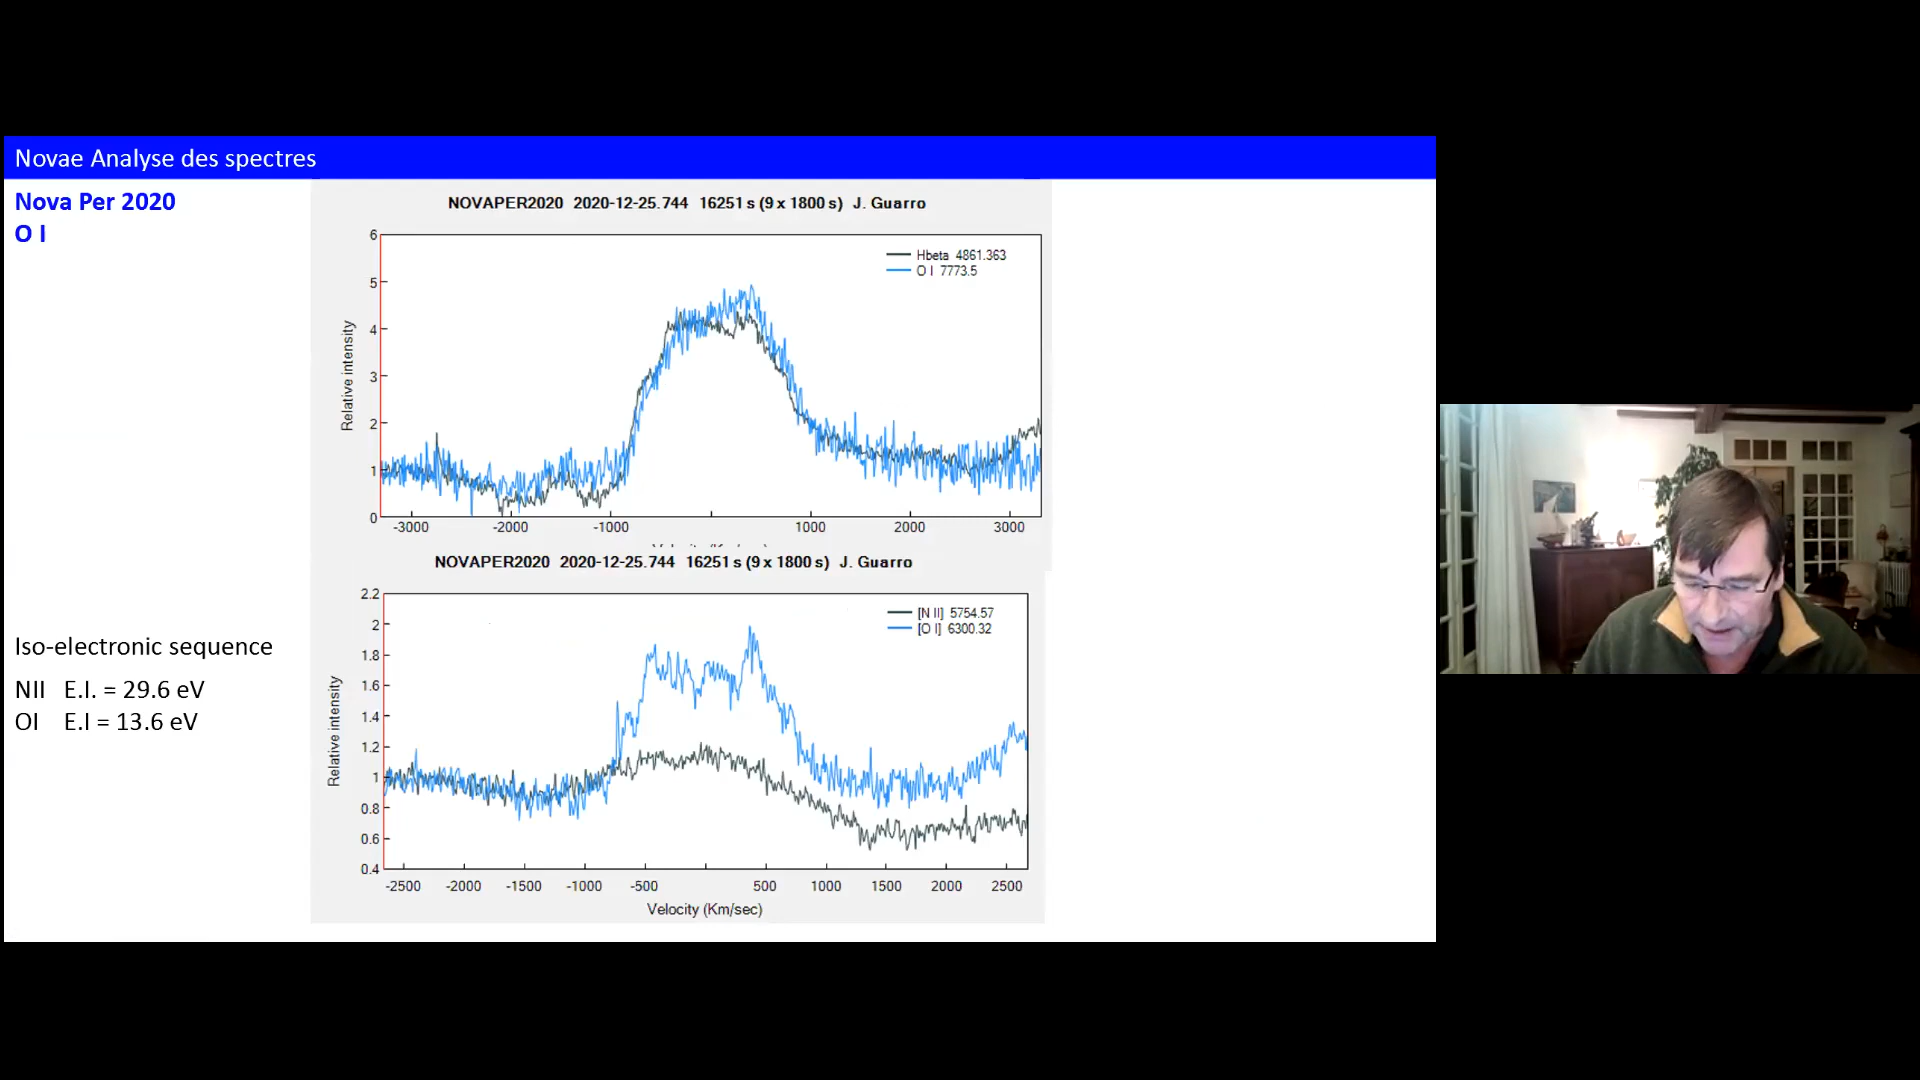 Novae Analyse des spectres
Nova Per 2020
O I
NOVAPER2020 2020-12-25.744 16251 s (9 x 1800 s) J. Guarro
Hbeta 4861.363
O I 7773.5
Relative intensity
6
5
4
3
2
1
0
-3000 -2000 -1000 1000 2000 3000
NOVAPER2020 2020-12-25.744 16251 s (9 x 1800 s) J. Guarro
[N II] 5754.57
[O I] 6300.32
Relative intensity
2.2
2
1.8
1.6
1.4
1.2
1
0.8
0.6
0.4
-2500 -2000 -1500 -1000 -500 500 1000 1500 2000 2500
Velocity (Km/sec)
Iso-electronic sequence
NII E.I. = 29.6 eV
OI E.I = 13.6 eV